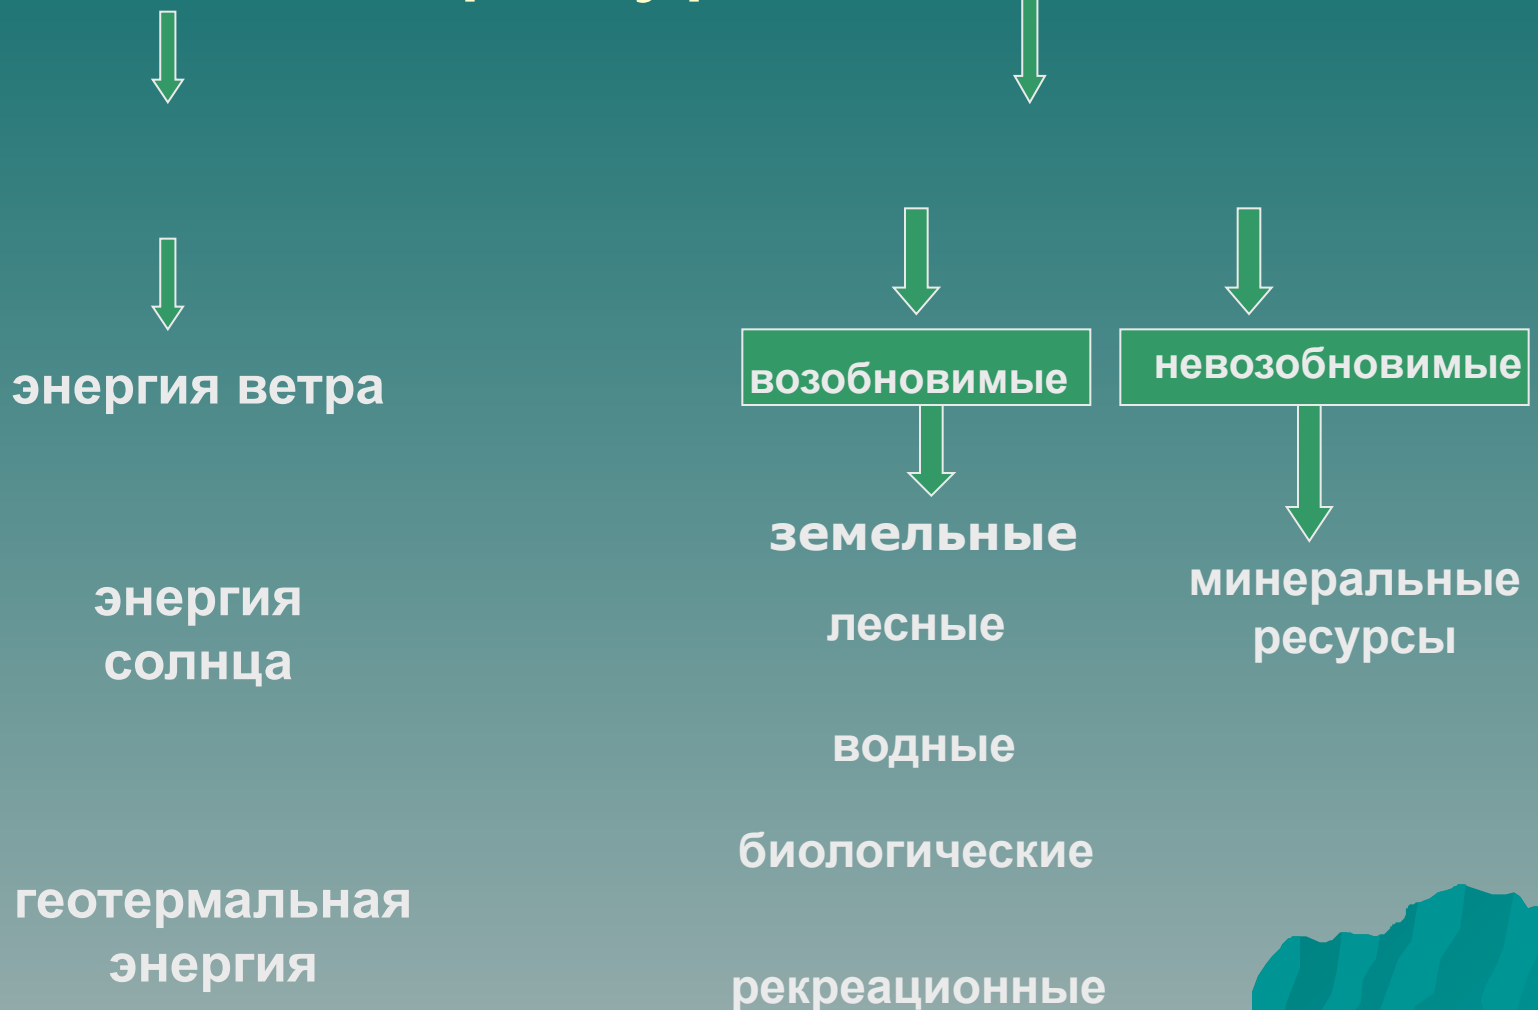 энергия ветра
энергия
солнца
геотермальная
энергия
возобновимые
земельные
лесные
водные
биологические
рекреационные
невозобновимые
минеральные
ресурсы